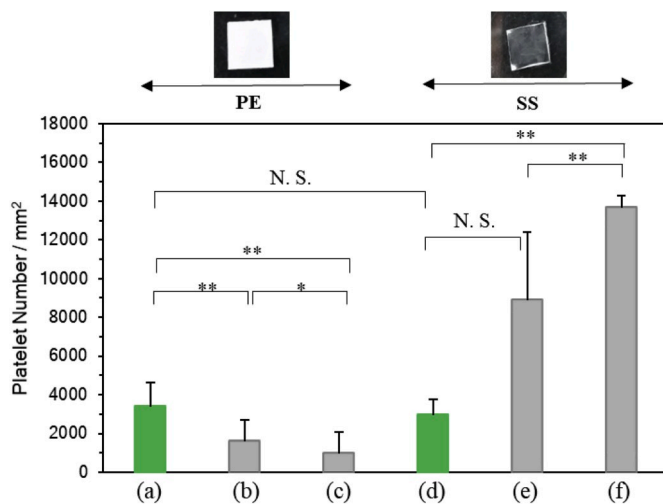 PE SS
18000
16000
14000
12000
10000
8000
6000
4000
2000
0
Platelet Number / mm²
**
**
N. S.
N. S.
**
** *
(a) (b) (c) (d) (e) (f)